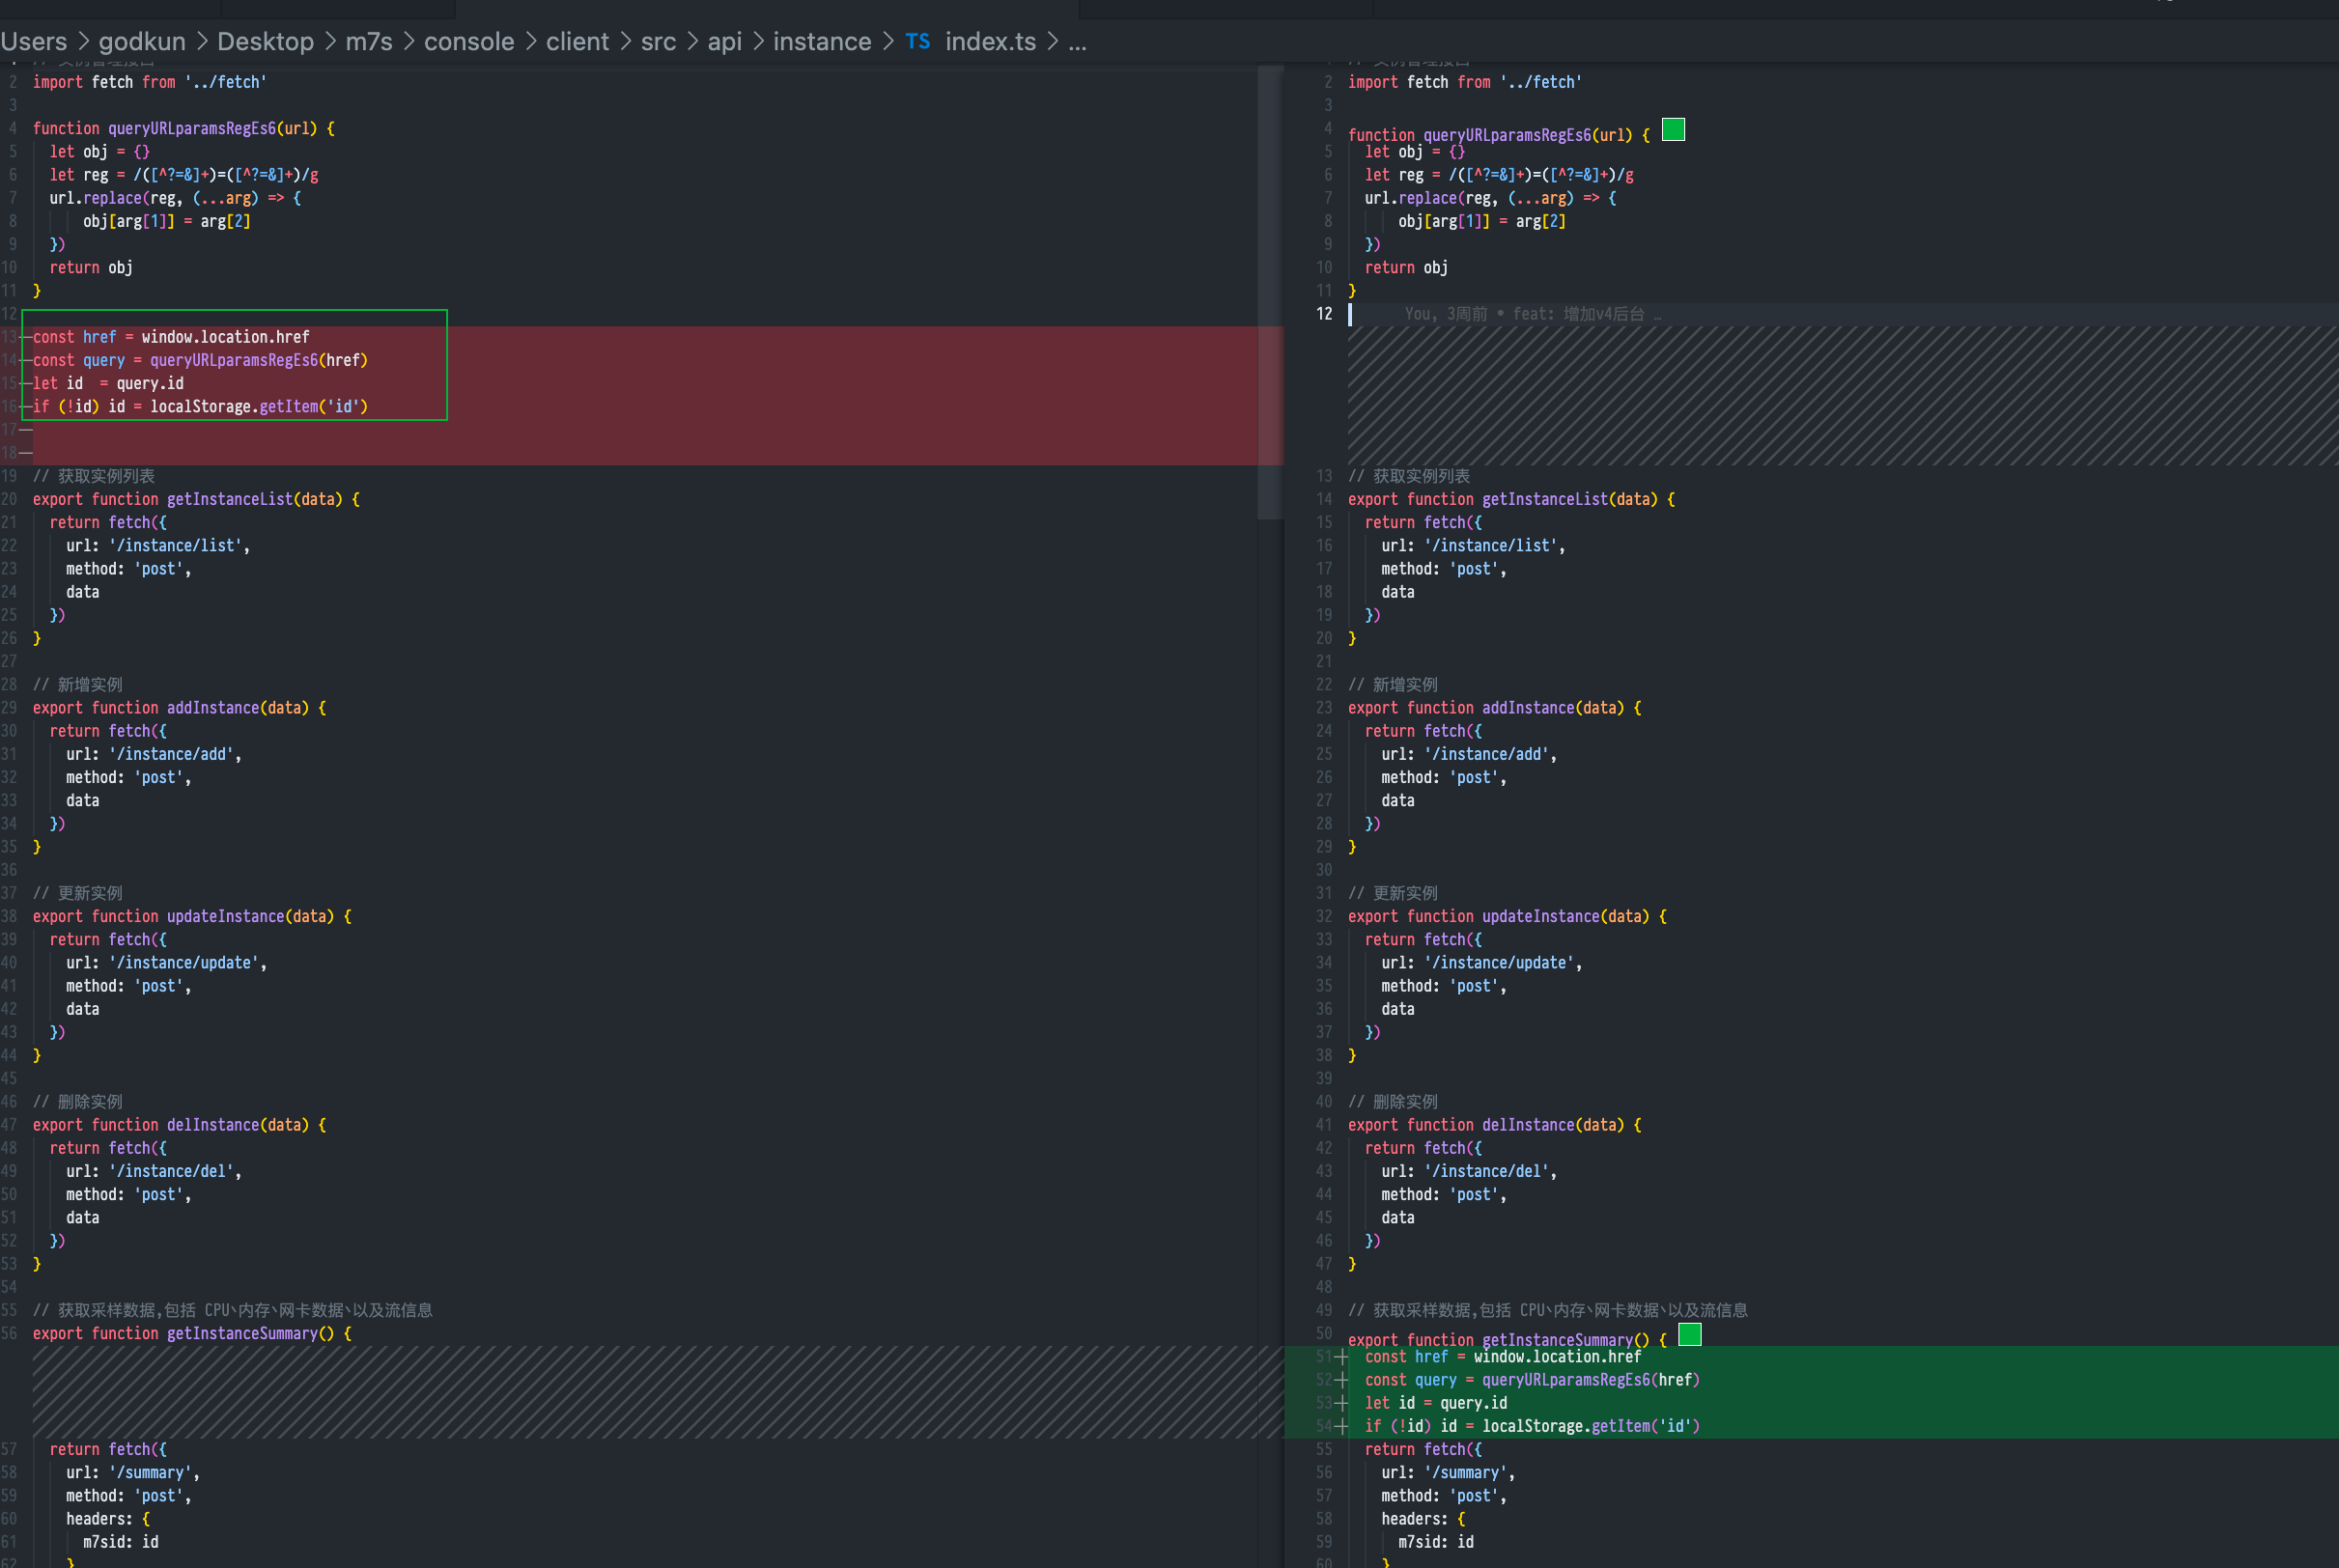 Users > godkun > Desktop > m7s > console > client > src > api > instance > TS index.ts > ...
2 import fetch from '../fetch'
3
4 function queryURLparamsRegEs6(url) {
5 let obj = {}
6 let reg = /([^?=&]+)=([^?=&]+)/g
7 url.replace(reg, (...arg) => {
8 obj[arg[1]] = arg[2]
9 })
10 return obj
11 }
12
13— const href = window.location.href
14— const query = queryURLparamsRegEs6(href)
15— let id  = query.id
16— if (!id) id = localStorage.getItem('id')
17—
18—
19 // 获取实例列表
20 export function getInstanceList(data) {
21 return fetch({
22 url: '/instance/list',
23 method: 'post',
24 data
25 })
26 }
27
28 // 新增实例
29 export function addInstance(data) {
30 return fetch({
31 url: '/instance/add',
32 method: 'post',
33 data
34 })
35 }
36
37 // 更新实例
38 export function updateInstance(data) {
39 return fetch({
40 url: '/instance/update',
41 method: 'post',
42 data
43 })
44 }
45
46 // 删除实例
47 export function delInstance(data) {
48 return fetch({
49 url: '/instance/del',
50 method: 'post',
51 data
52 })
53 }
54
55 // 获取采样数据,包括 CPU、内存、网卡数据、以及流信息
56 export function getInstanceSummary() {
57 return fetch({
58 url: '/summary',
59 method: 'post',
60 headers: {
61 m7sid: id
62 }
1 // 实例管理接口
2 import fetch from '../fetch'
3
4 function queryURLparamsRegEs6(url) {
5 let obj = {}
6 let reg = /([^?=&]+)=([^?=&]+)/g
7 url.replace(reg, (...arg) => {
8 obj[arg[1]] = arg[2]
9 })
10 return obj
11 }
12 You, 3周前 • feat: 增加v4后台 …
13 // 获取实例列表
14 export function getInstanceList(data) {
15 return fetch({
16 url: '/instance/list',
17 method: 'post',
18 data
19 })
20 }
21
22 // 新增实例
23 export function addInstance(data) {
24 return fetch({
25 url: '/instance/add',
26 method: 'post',
27 data
28 })
29 }
30
31 // 更新实例
32 export function updateInstance(data) {
33 return fetch({
34 url: '/instance/update',
35 method: 'post',
36 data
37 })
38 }
39
40 // 删除实例
41 export function delInstance(data) {
42 return fetch({
43 url: '/instance/del',
44 method: 'post',
45 data
46 })
47 }
48
49 // 获取采样数据,包括 CPU、内存、网卡数据、以及流信息
50 export function getInstanceSummary() {
51+ const href = window.location.href
52+ const query = queryURLparamsRegEs6(href)
53+ let id = query.id
54+ if (!id) id = localStorage.getItem('id')
55 return fetch({
56 url: '/summary',
57 method: 'post',
58 headers: {
59 m7sid: id
60 }